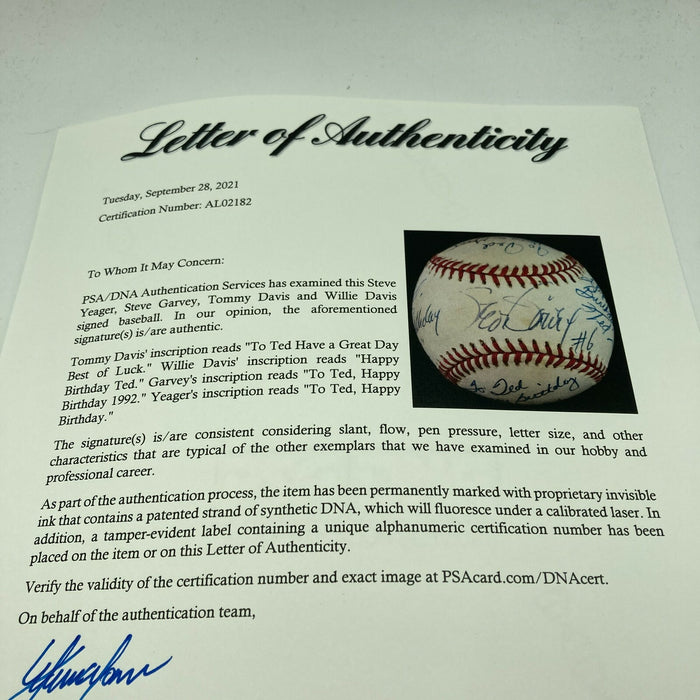 Letter of Authenticity
Tuesday, September 28, 2021
Certification Number: AL02182
To Whom It May Concern:
PSA/DNA Authentication Services has examined this Steve
Yeager, Steve Garvey, Tommy Davis and Willie Davis
signed baseball. In our opinion, the aforementioned
signature(s) is/are authentic.
Tommy Davis' inscription reads "To Ted Have a Great Day
Best of Luck." Willie Davis' inscription reads "Happy
Birthday Ted." Garvey's inscription reads "To Ted, Happy
Birthday 1992." Yeager's inscription reads "To Ted, Happy
Birthday."
Steve Garvey
#6
To Ted
Birthday
The signature(s) is/are consistent considering slant, flow, pen pressure, letter size, and other
characteristics that are typical of the other exemplars that we have examined in our hobby and
professional career.
As part of the authentication process, the item has been permanently marked with proprietary invisible
ink that contains a patented strand of synthetic DNA, which will fluoresce under a calibrated laser. In
addition, a tamper-evident label containing a unique alphanumeric certification number has been
placed on the item or on this Letter of Authenticity.
Verify the validity of the certification number and exact image at PSAcard.com/DNAcert.
On behalf of the authentication team,